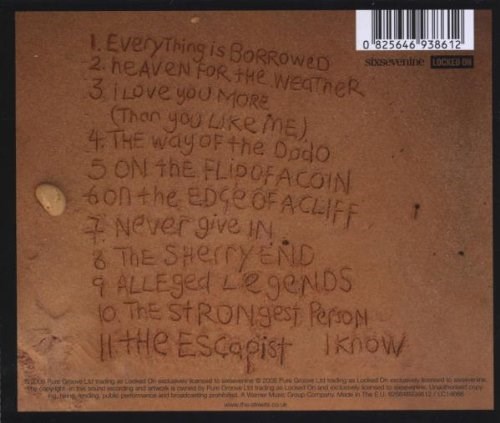 0 825646 938612
sixsevenine LOCKED ON
1. EveryThing is BORROWED
2. heAVEN FOR the WEATHeR
3. i Love you MORE
(Than you LIKE ME)
4. THE way OF the Dodo
5 ON thE FLIP OF A COIN
6 on the EDGE OF A CLIFF
7. Never give IN
8 ThE SHerry END
9 ALLEged LegeNDS
10. ThE StRONgest PeRSoN
I KNOW
11 tHe EScapist
www.the-streets.co.uk